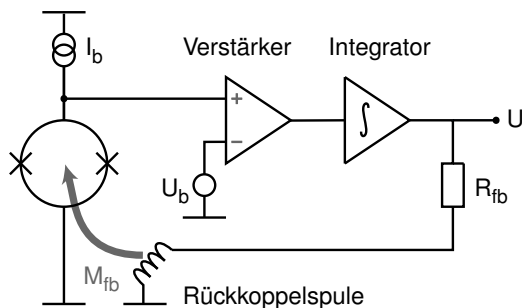 I_b
Verstärker
Integrator
+
∫
U
−
U_b
R_fb
M_fb
Rückkoppelspule